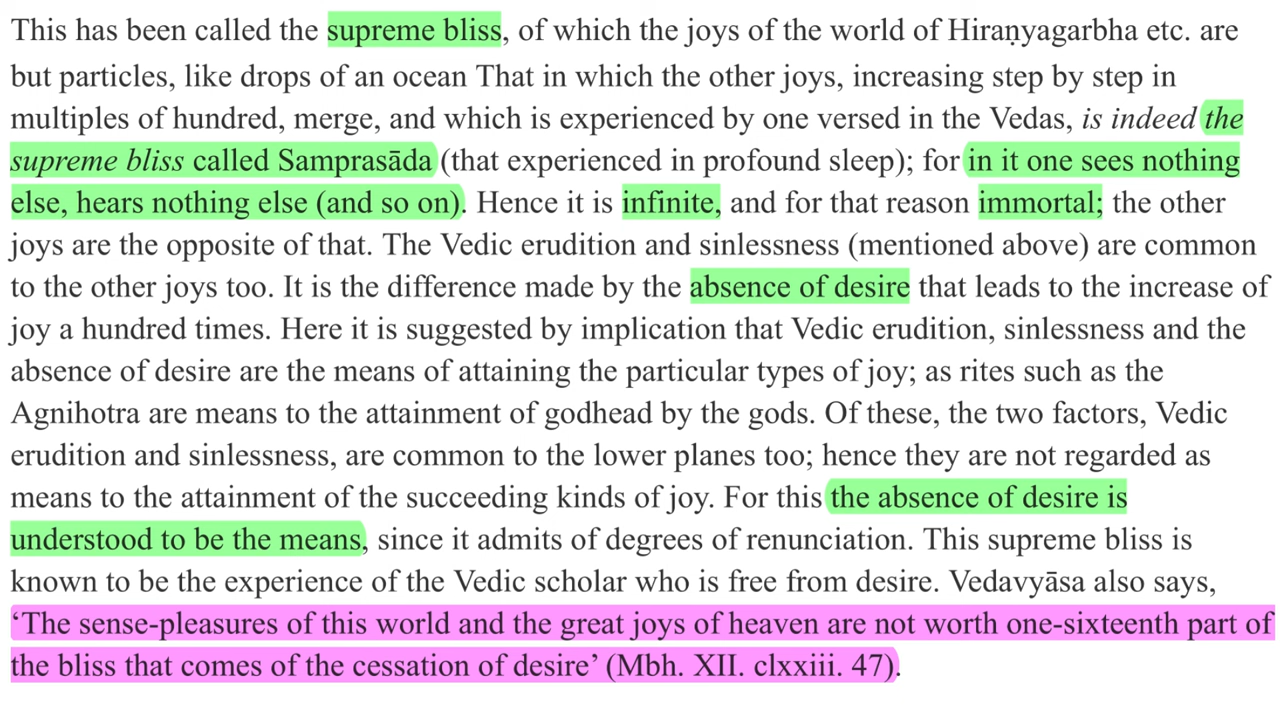 This has been called the supreme bliss, of which the joys of the world of Hiraṇyagarbha etc. are
but particles, like drops of an ocean That in which the other joys, increasing step by step in
multiples of hundred, merge, and which is experienced by one versed in the Vedas, is indeed the
supreme bliss called Samprasāda (that experienced in profound sleep); for in it one sees nothing
else, hears nothing else (and so on). Hence it is infinite, and for that reason immortal; the other
joys are the opposite of that. The Vedic erudition and sinlessness (mentioned above) are common
to the other joys too. It is the difference made by the absence of desire that leads to the increase of
joy a hundred times. Here it is suggested by implication that Vedic erudition, sinlessness and the
absence of desire are the means of attaining the particular types of joy; as rites such as the
Agnihotra are means to the attainment of godhead by the gods. Of these, the two factors, Vedic
erudition and sinlessness, are common to the lower planes too; hence they are not regarded as
means to the attainment of the succeeding kinds of joy. For this the absence of desire is
understood to be the means, since it admits of degrees of renunciation. This supreme bliss is
known to be the experience of the Vedic scholar who is free from desire. Vedavyāsa also says,
‘The sense-pleasures of this world and the great joys of heaven are not worth one-sixteenth part of
the bliss that comes of the cessation of desire’ (Mbh. XII. clxxiii. 47).